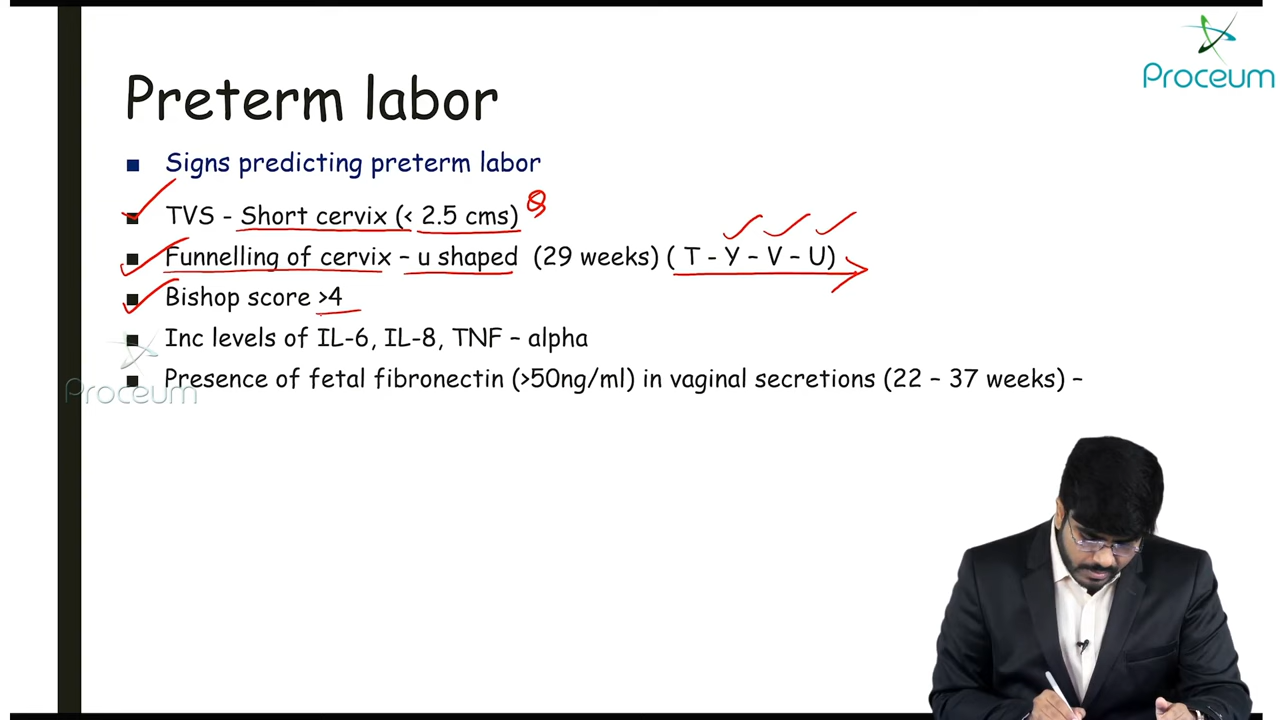 Proceum
Preterm labor
Signs predicting preterm labor
TVS - Short cervix (< 2.5 cms)
Funnelling of cervix – u shaped (29 weeks) ( T - Y – V – U)
Bishop score >4
Inc levels of IL-6, IL-8, TNF – alpha
Presence of fetal fibronectin (>50ng/ml) in vaginal secretions (22 – 37 weeks) –
Proceum